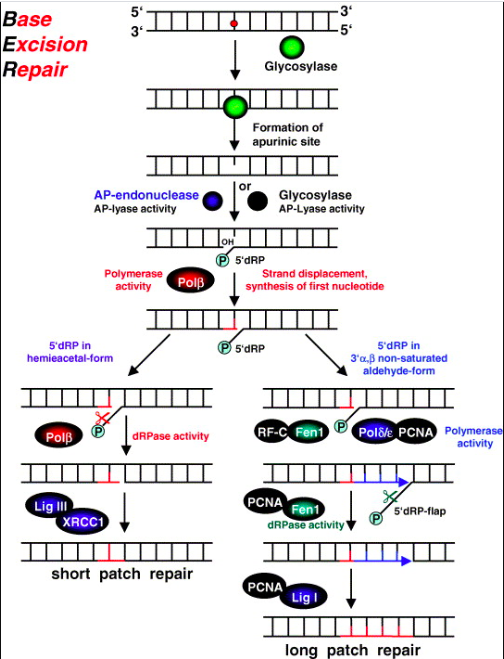 Base
Excision
Repair
5‘ 3‘
3‘ 5‘
Glycosylase
Formation of
apurinic site
AP-endonuclease or Glycosylase
AP-lyase activity AP-Lyase activity
OH
P 5‘dRP
Polymerase
activity
Polβ
Strand displacement,
synthesis of first nucleotide
P 5‘dRP
5‘dRP in
hemieacetal-form
5‘dRP in
3‘α,β non-saturated
aldehyde-form
P
Polβ
dRPase activity
Lig III
XRCC1
short patch repair
P
RF-C Fen1 Polδ/ε PCNA
Polymerase
activity
PCNA
Fen1
dRPase activity
P 5‘dRP-flap
PCNA
Lig I
long patch repair